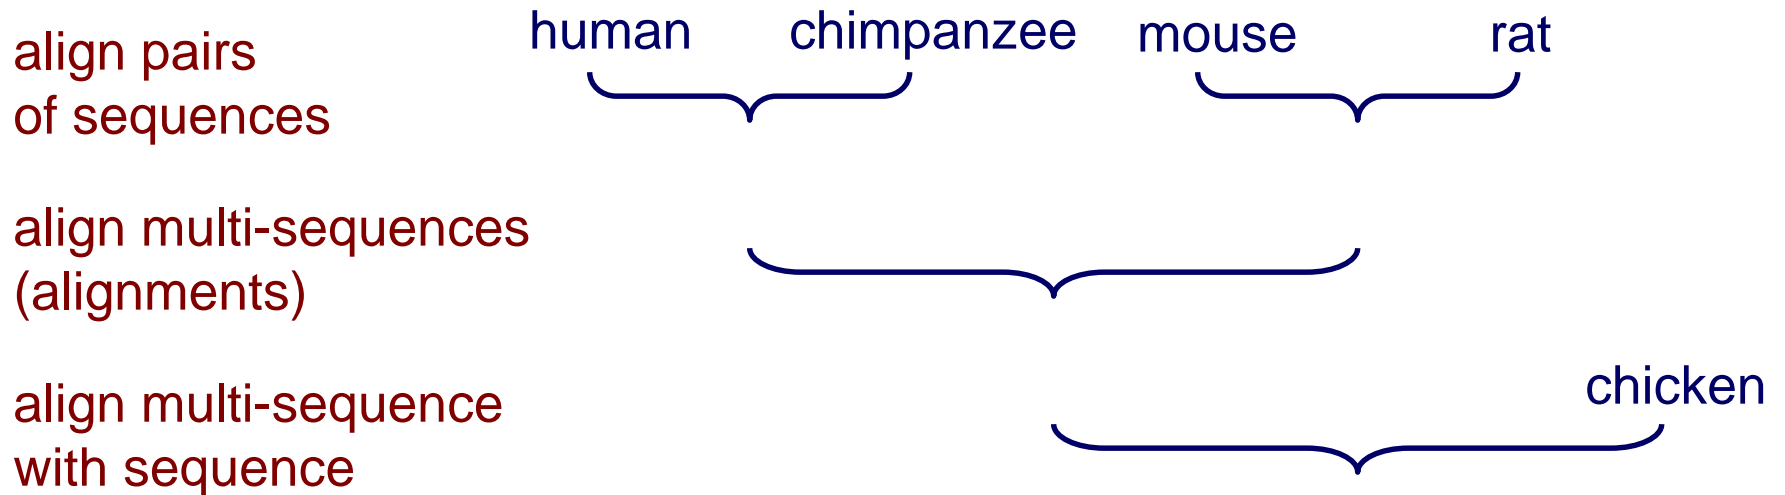 human chimpanzee mouse rat
align pairs
of sequences
align multi-sequences
(alignments)
chicken
align multi-sequence
with sequence